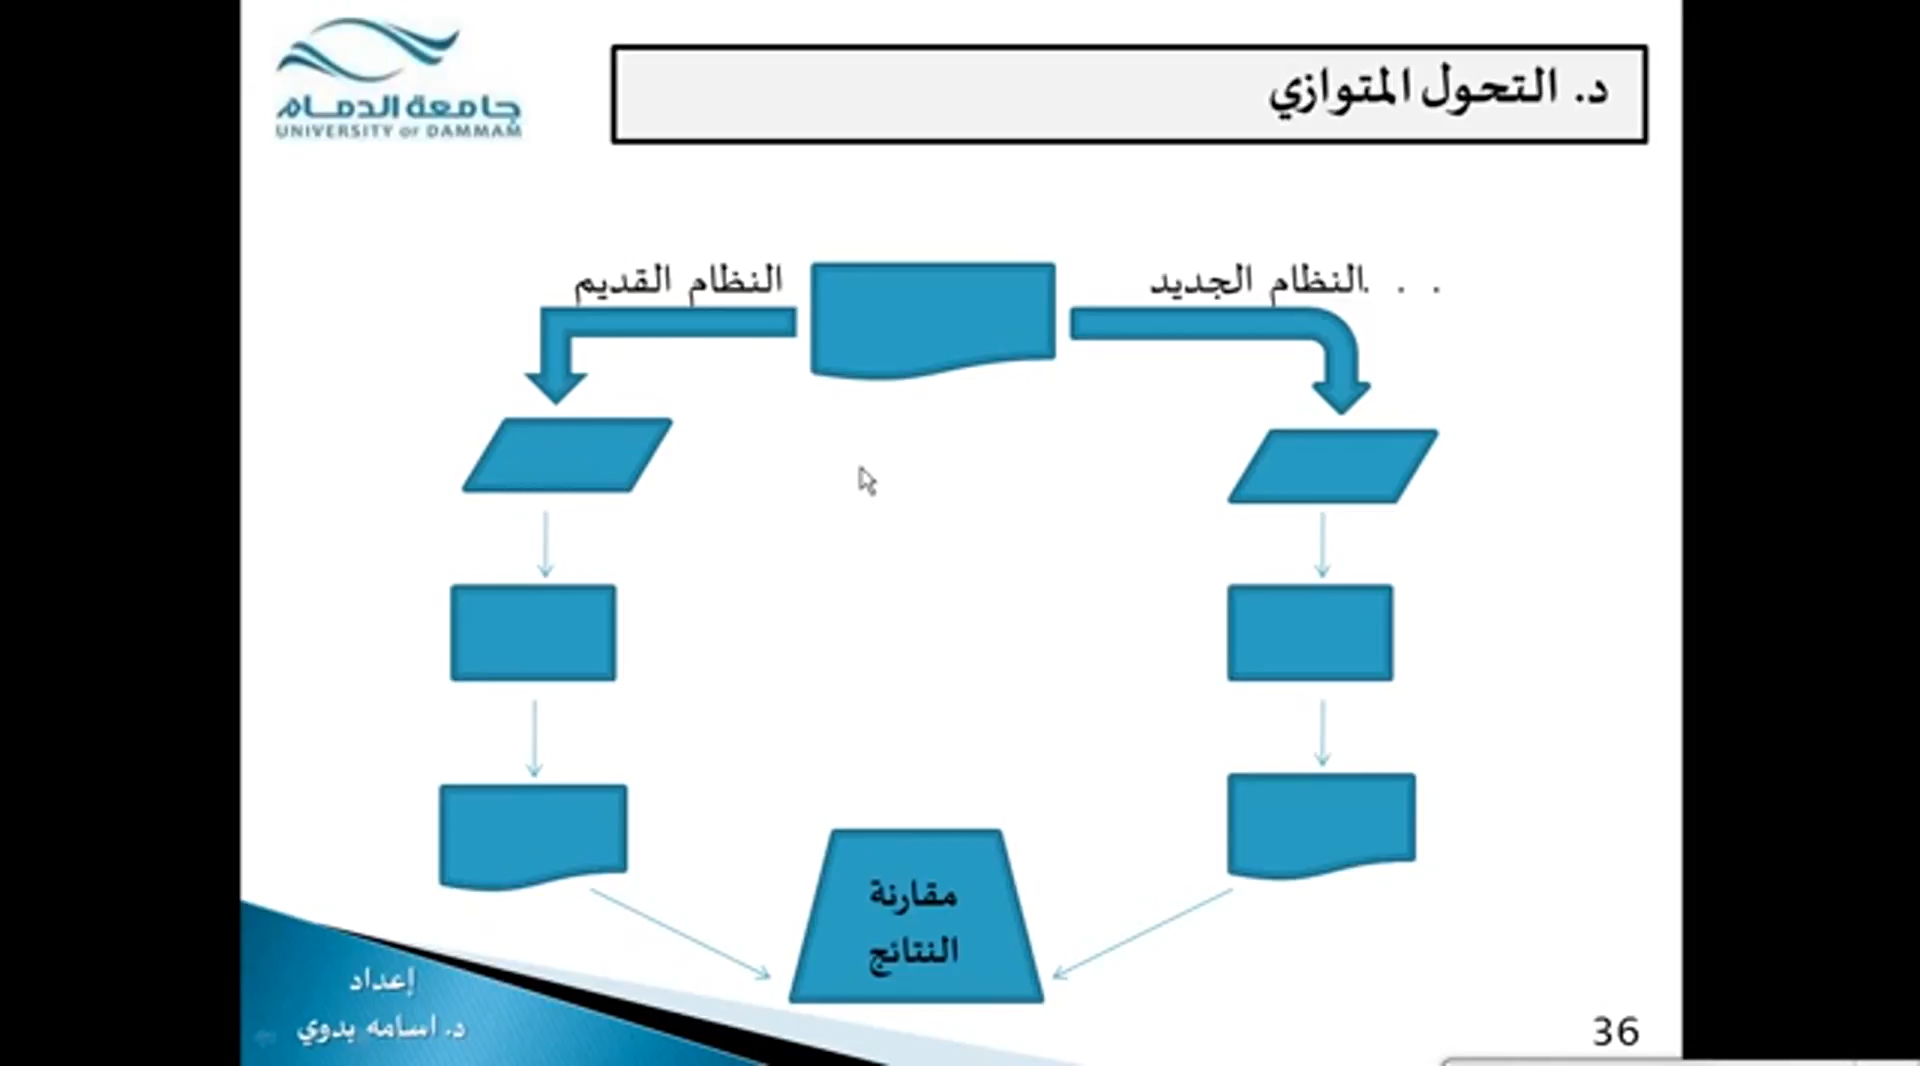 جامعة الدمام
UNIVERSITY OF DAMMAM
د. التحول المتوازي
النظام الجديد. . .
النظام القديم
مقارنة
النتائج
إعداد
د. اسامه بدوي
36